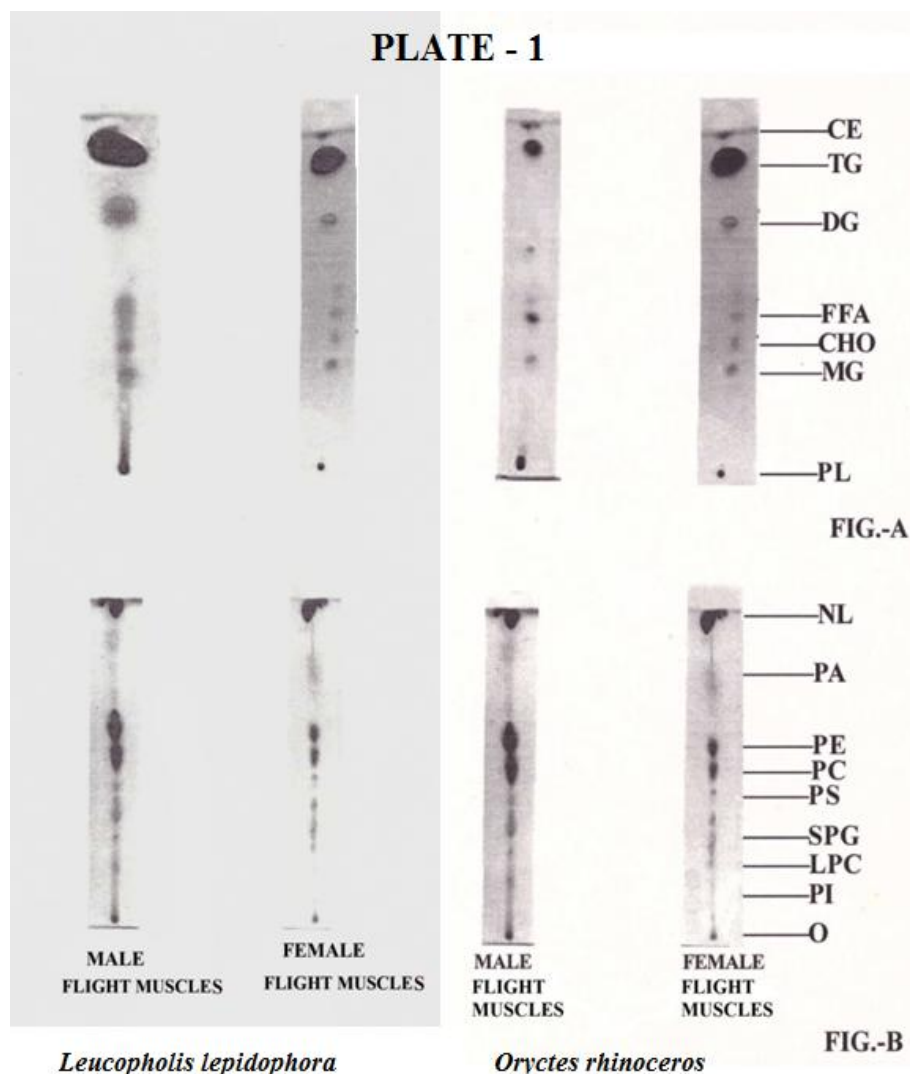 PLATE - 1
CE
TG
DG
FFA
CHO
MG
PL
FIG.-A
NL
PA
PE
PC
PS
SPG
LPC
PI
O
MALE
FLIGHT MUSCLES
FEMALE
FLIGHT MUSCLES
MALE
FLIGHT
MUSCLES
FEMALE
FLIGHT
MUSCLES
FIG.-B
Leucopholis lepidophora
Oryctes rhinoceros